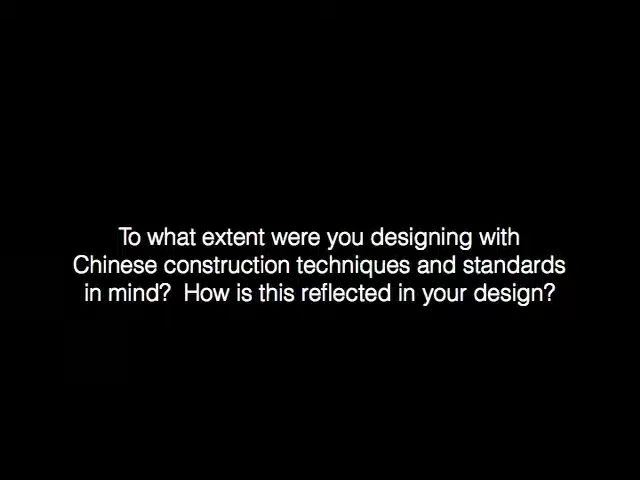 To what extent were you designing with
Chinese construction techniques and standards
in mind?  How is this reflected in your design?